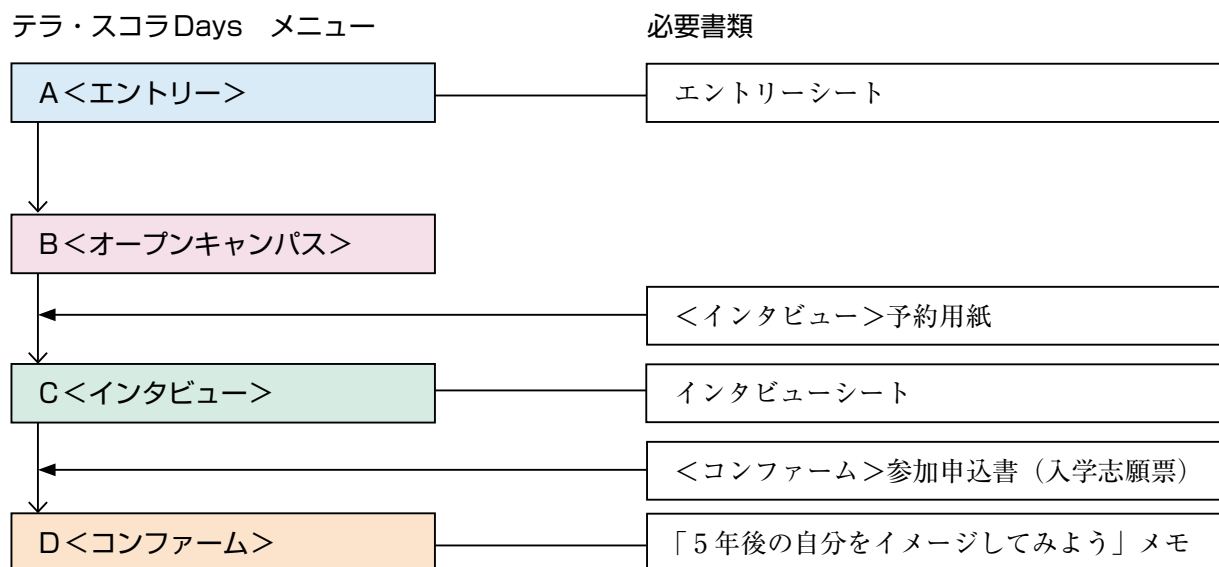 テラ・スコラDays　メニュー　必要書類
A＜エントリー＞　エントリーシート
B＜オープンキャンパス＞
＜インタビュー＞予約用紙
C＜インタビュー＞　インタビューシート
＜コンファーム＞参加申込書（入学志願票）
D＜コンファーム＞　「５年後の自分をイメージしてみよう」メモ